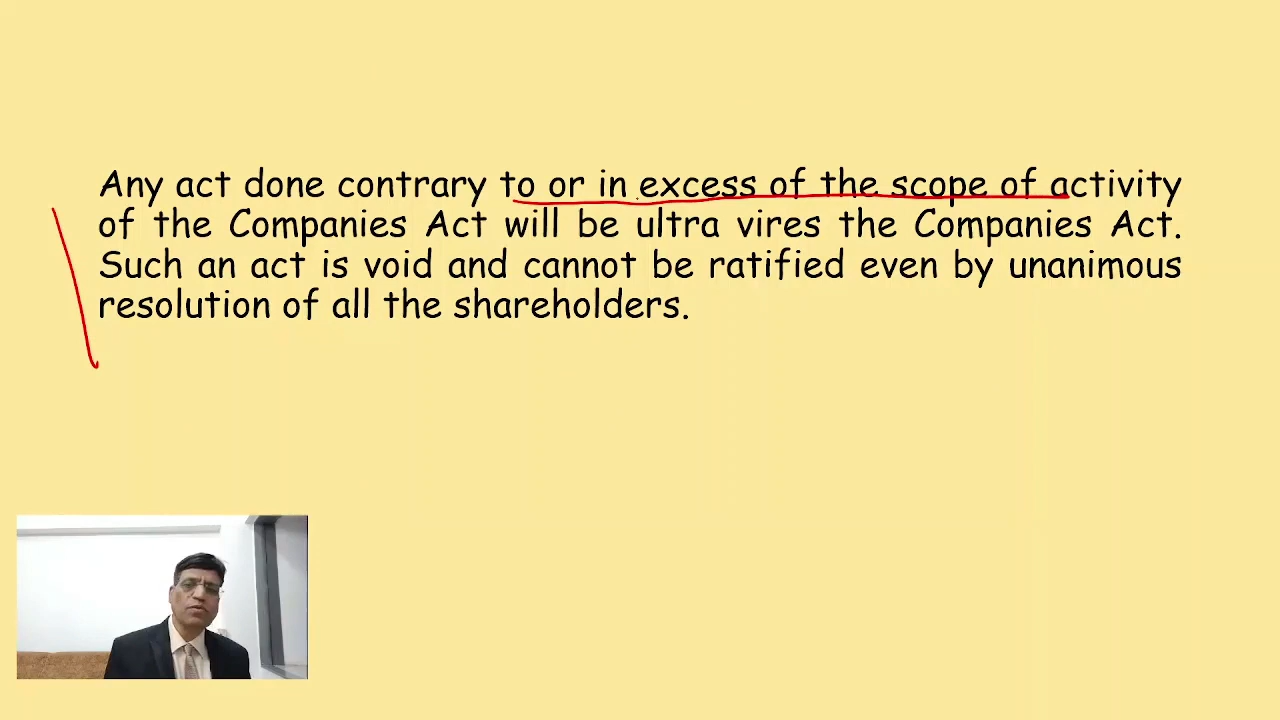 Any act done contrary to or in excess of the scope of activity
of the Companies Act will be ultra vires the Companies Act.
Such an act is void and cannot be ratified even by unanimous
resolution of all the shareholders.